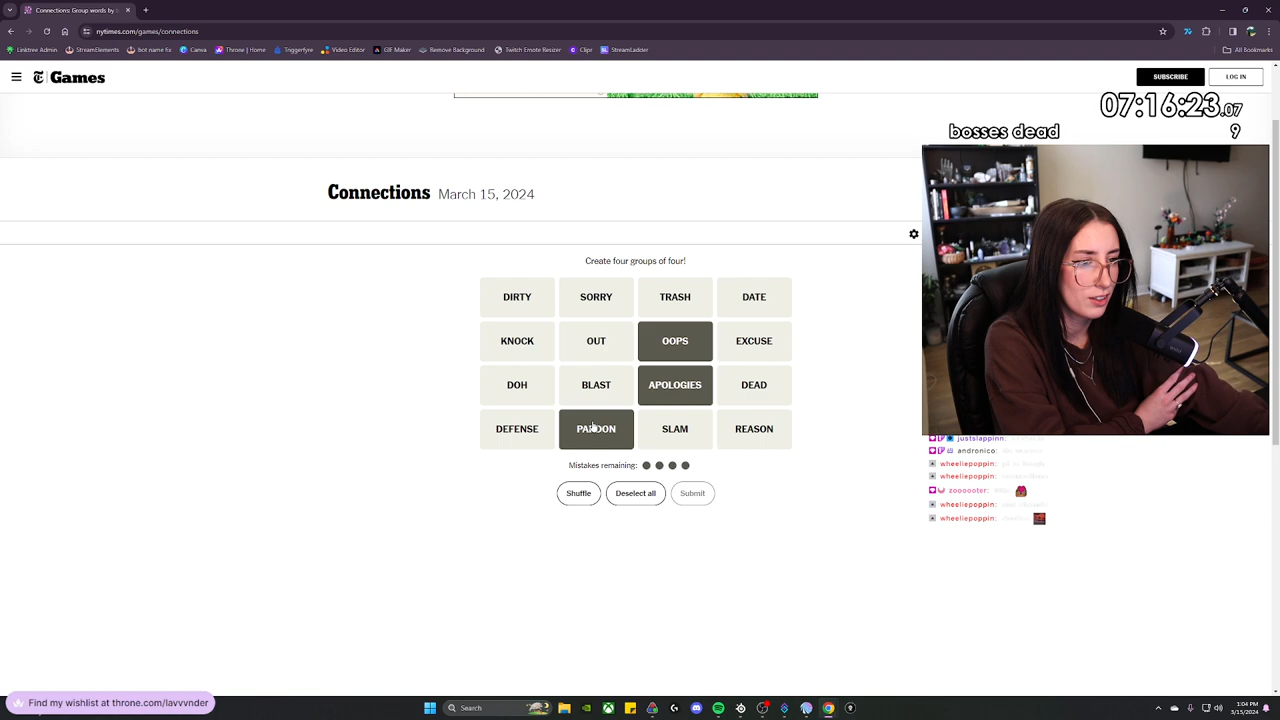 Connections: Group words by
nytimes.com/games/connections
Linktree Admin
StreamElements
bot name fix
Throne | Home
Triggerfyre
Video Editor
GIF Maker
Remove Background
Twitch Emote Resizer
Clipr
StreamLadder
All Bookmarks
Games
SUBSCRIBE
LOG IN
07:16:23.07
bosses dead 9
Connections March 15, 2024
Create four groups of four!
DIRTY SORRY TRASH DATE
KNOCK OUT OOPS EXCUSE
DOH BLAST APOLOGIES DEAD
DEFENSE PARDON SLAM REASON
Mistakes remaining:
Shuffle Deselect all Submit
justslappinn:
andronico:
wheeliepoppin:
wheeliepoppin:
zoooooter:
wheeliepoppin:
wheeliepoppin:
Find my wishlist at throne.com/lavvvnder
Search
1:04 PM
3/15/2024